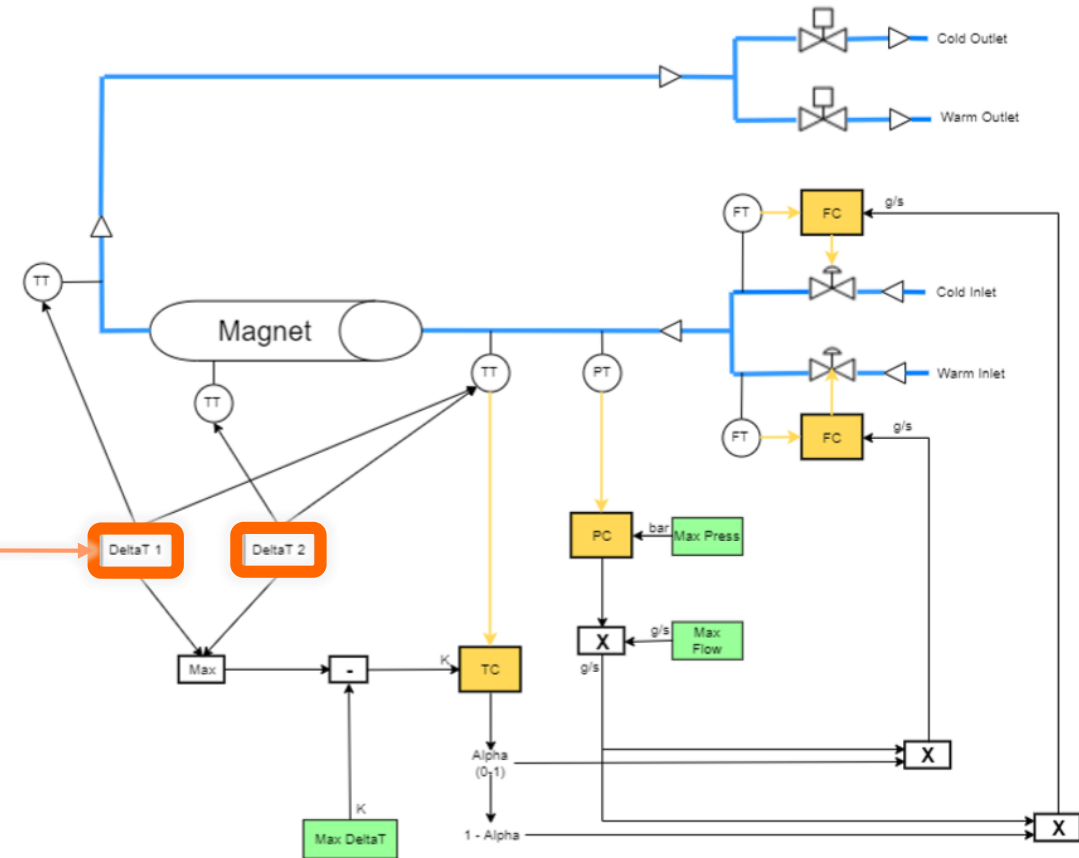 Cold Outlet
Warm Outlet
FT
FC
g/s
TT
Cold Inlet
Magnet
TT
PT
Warm Inlet
TT
FT
FC
g/s
DeltaT 1
DeltaT 2
PC
bar
Max Press
X
g/s
Max
Flow
g/s
Max
-
K
TC
Alpha
(0-1)
X
K
Max DeltaT
1 - Alpha
X